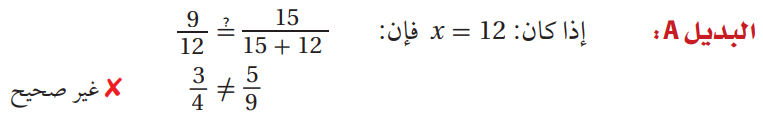 البديل A: إذا كان: x = 12 فإن: 9/12 ≟ 15/(15 + 12)
3/4 ≠ 5/9 ✘ غير صحيح